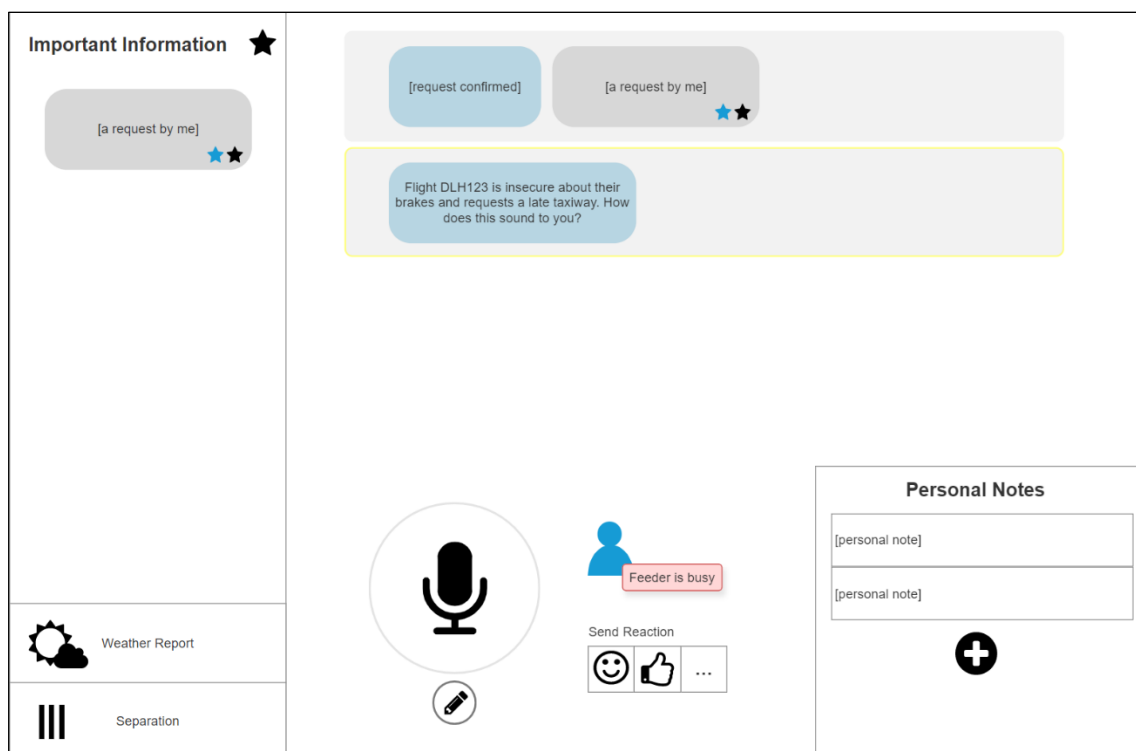 Important Information
[a request by me]
Weather Report
Separation
[request confirmed]
[a request by me]
Flight DLH123 is insecure about their
brakes and requests a late taxiway. How
does this sound to you?
Feeder is busy
Send Reaction
...
Personal Notes
[personal note]
[personal note]